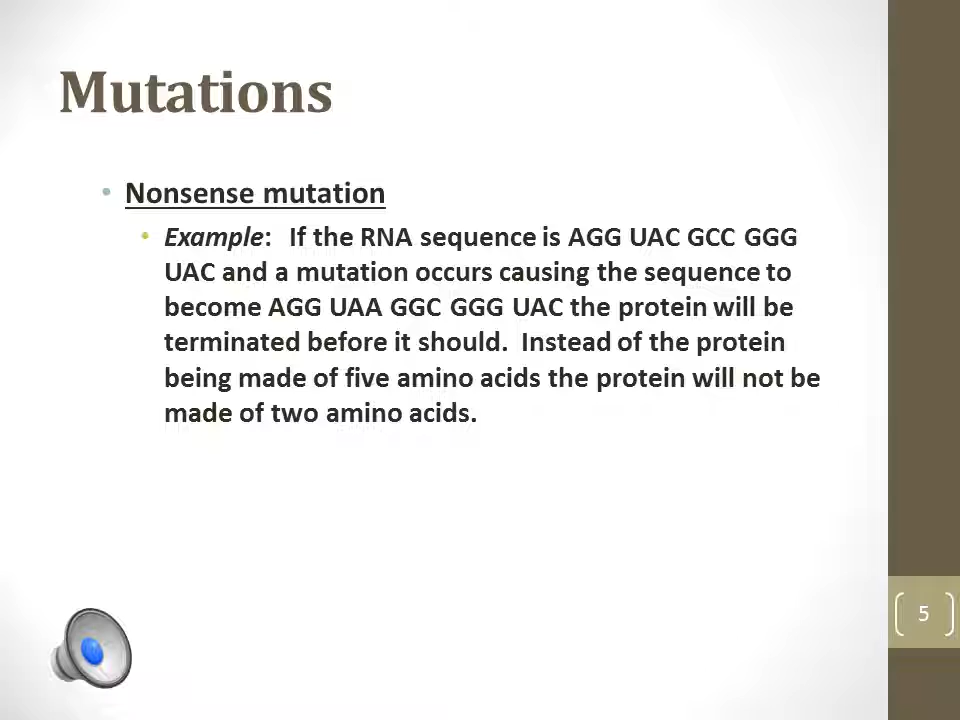 Mutations
• Nonsense mutation
• Example:  If the RNA sequence is AGG UAC GCC GGG
UAC and a mutation occurs causing the sequence to
become AGG UAA GGC GGG UAC the protein will be
terminated before it should.  Instead of the protein
being made of five amino acids the protein will not be
made of two amino acids.
5